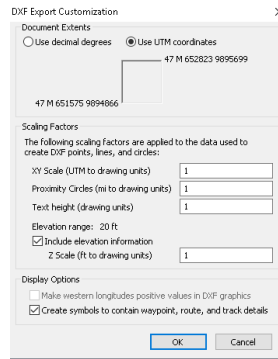 DXF Export Customization
Document Extents
Use decimal degrees
Use UTM coordinates
47 M 652823 9895699
47 M 651575 9894866
Scaling Factors
The following scaling factors are applied to the data used to
create DXF points, lines, and circles:
XY Scale (UTM to drawing units) 1
Proximity Circles (mi to drawing units) 1
Text height (drawing units) 1
Elevation range: 20 ft
Include elevation information
Z Scale (ft to drawing units) 1
Display Options
Make western longitudes positive values in DXF graphics
Create symbols to contain waypoint, route, and track details
OK Cancel